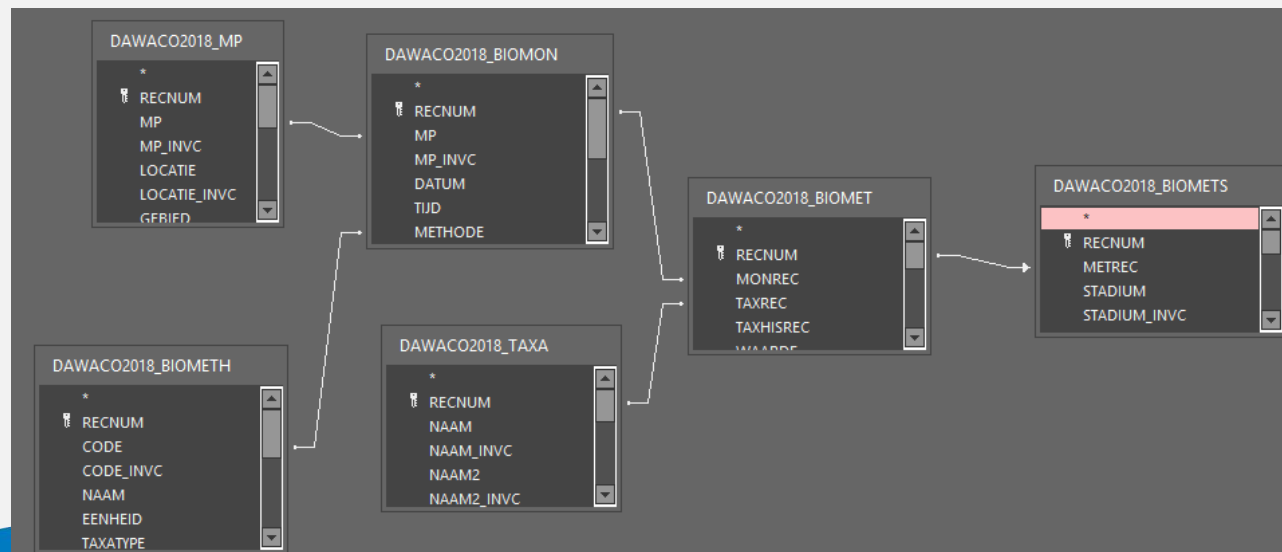 DAWACO2018_MP
*
RECNUM
MP
MP_INVC
LOCATIE
LOCATIE_INVC
GEBIED
DAWACO2018_BIOMON
*
RECNUM
MP
MP_INVC
DATUM
TIJD
METHODE
DAWACO2018_BIOMET
*
RECNUM
MONREC
TAXREC
TAXHISREC
WAARDE
DAWACO2018_BIOMETS
*
RECNUM
METREC
STADIUM
STADIUM_INVC
DAWACO2018_BIOMETH
*
RECNUM
CODE
CODE_INVC
NAAM
EENHEID
TAXATYPE
DAWACO2018_TAXA
*
RECNUM
NAAM
NAAM_INVC
NAAM2
NAAM2_INVC